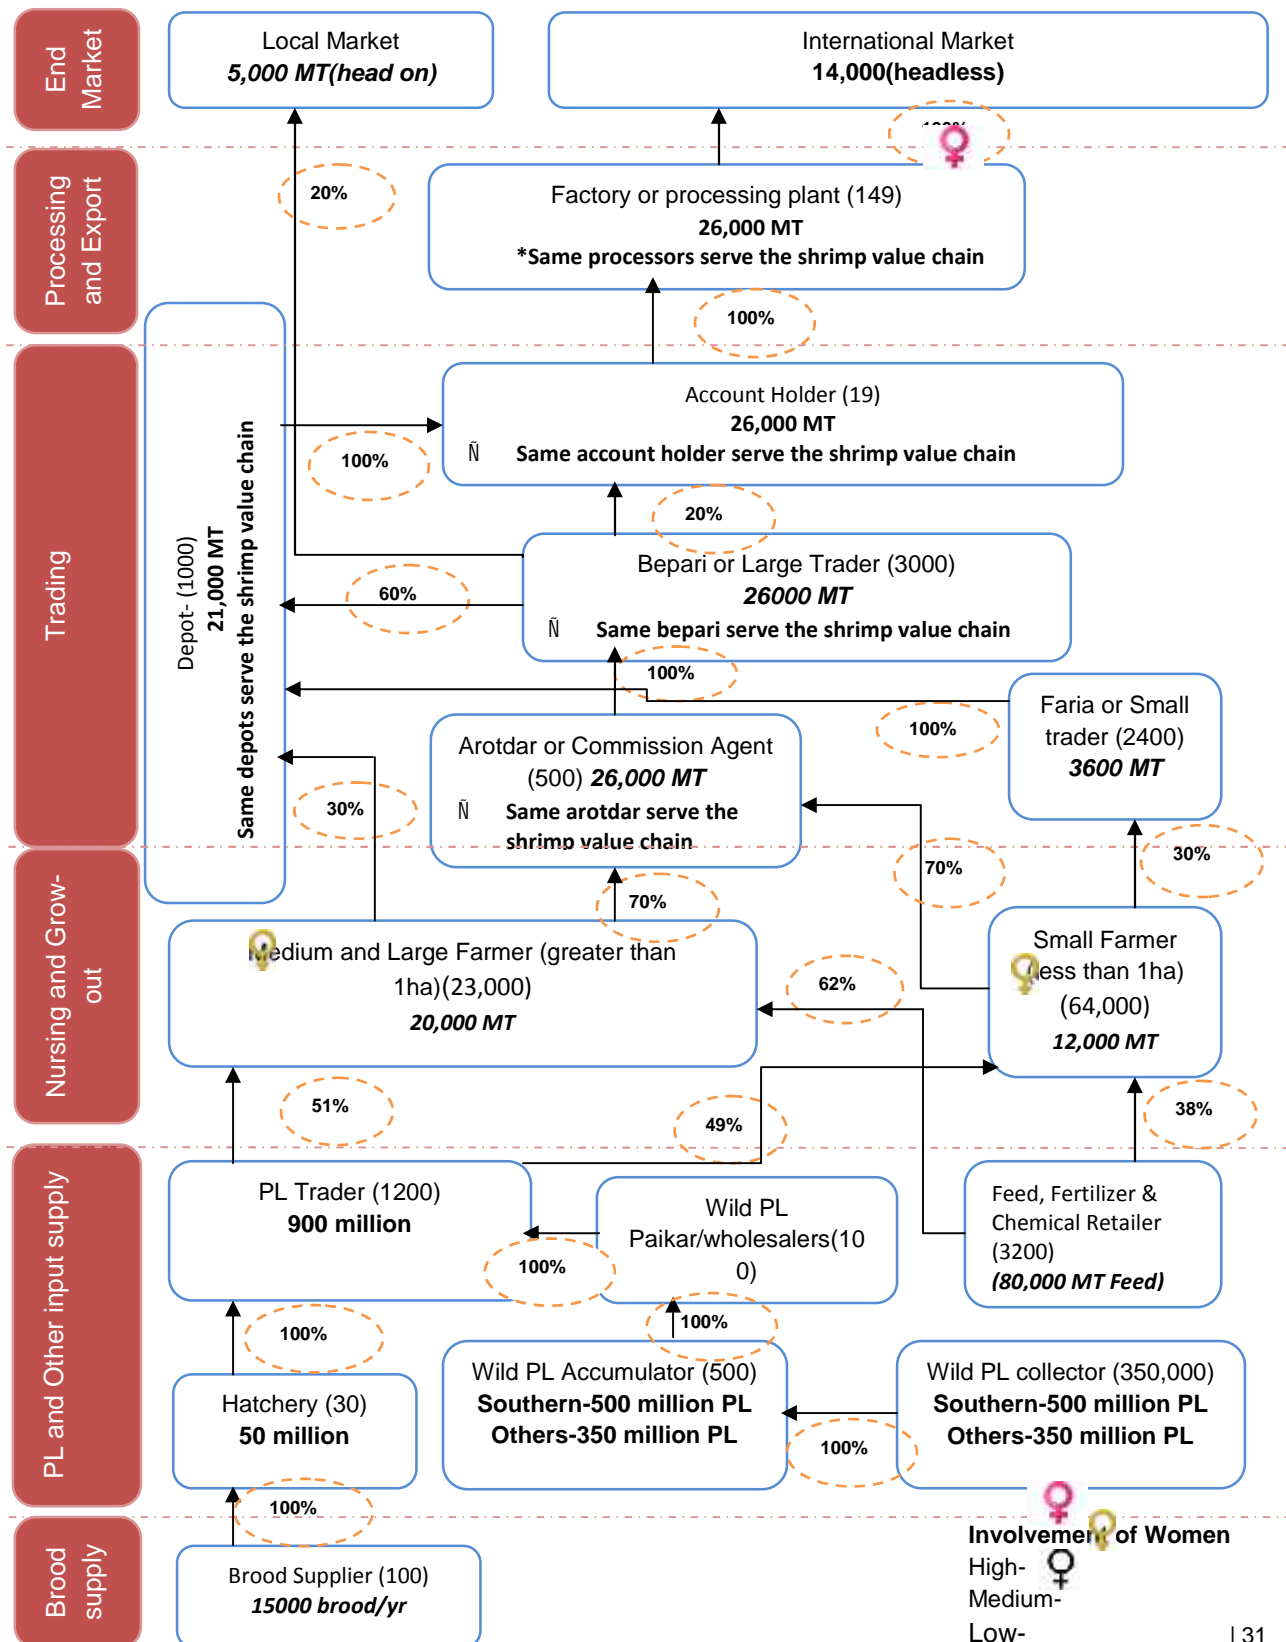 End
Market
Local Market
5,000 MT(head on)
International Market
14,000(headless)
100%
Processing
and Export
20%
Factory or processing plant (149)
26,000 MT
*Same processors serve the shrimp value chain
100%
Trading
Depot- (1000)
21,000 MT
Same depots serve the shrimp value chain
Account Holder (19)
26,000 MT
Ñ Same account holder serve the shrimp value chain
100%
20%
Bepari or Large Trader (3000)
26000 MT
Ñ Same bepari serve the shrimp value chain
60%
100%
Faria or Small
trader (2400)
3600 MT
100%
Arotdar or Commission Agent
(500) 26,000 MT
Ñ Same arotdar serve the
shrimp value chain
30%
70%
30%
Nursing and Grow-
out
70%
Medium and Large Farmer (greater than
1ha)(23,000)
20,000 MT
62%
Small Farmer
(less than 1ha)
(64,000)
12,000 MT
51%
49%
38%
PL and Other input supply
PL Trader (1200)
900 million
Wild PL
Paikar/wholesalers(10
0)
Feed, Fertilizer &
Chemical Retailer
(3200)
(80,000 MT Feed)
100%
100%
100%
Hatchery (30)
50 million
Wild PL Accumulator (500)
Southern-500 million PL
Others-350 million PL
Wild PL collector (350,000)
Southern-500 million PL
Others-350 million PL
100%
100%
Brood
supply
Brood Supplier (100)
15000 brood/yr
Involvement of Women
High-
Medium-
Low-
| 31